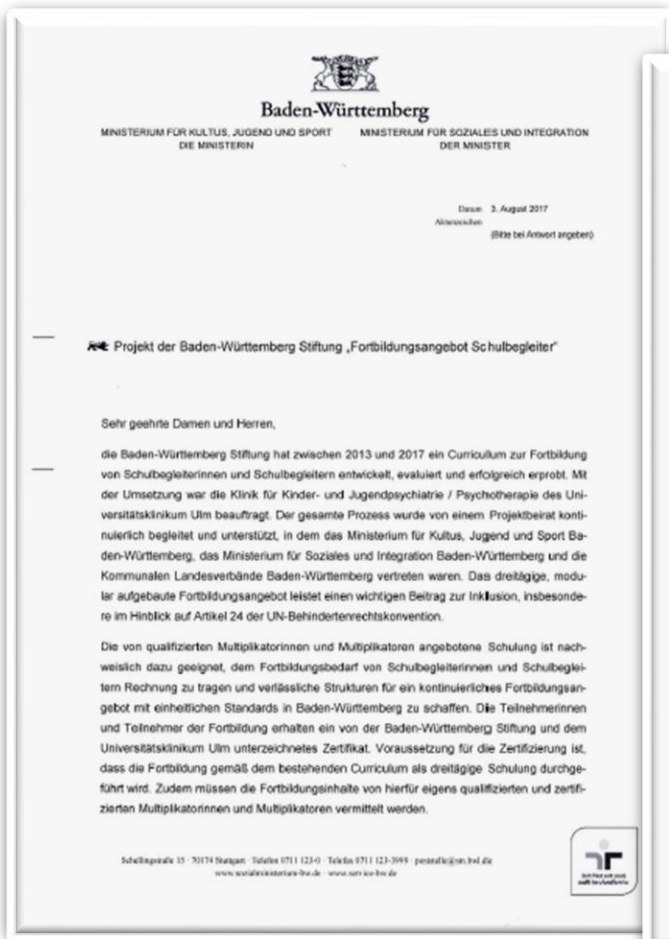 Baden-Württemberg
MINISTERIUM FÜR KULTUS, JUGEND UND SPORT
DIE MINISTERIN
MINISTERIUM FÜR SOZIALES UND INTEGRATION
DER MINISTER
Datum 3. August 2017
Aktenzeichen
(Bitte bei Antwort angeben)
Projekt der Baden-Württemberg Stiftung „Fortbildungsangebot Schulbegleiter"
Sehr geehrte Damen und Herren,
die Baden-Württemberg Stiftung hat zwischen 2013 und 2017 ein Curriculum zur Fortbildung
von Schulbegleiterinnen und Schulbegleitern entwickelt, evaluiert und erfolgreich erprobt. Mit
der Umsetzung war die Klinik für Kinder- und Jugendpsychiatrie / Psychotherapie des Uni-
versitätsklinikum Ulm beauftragt. Der gesamte Prozess wurde von einem Projektbeirat konti-
nuierlich begleitet und unterstützt, in dem das Ministerium für Kultus, Jugend und Sport Ba-
den-Württemberg, das Ministerium für Soziales und Integration Baden-Württemberg und die
Kommunalen Landesverbände Baden-Württemberg vertreten waren. Das dreitägige, modu-
lar aufgebaute Fortbildungsangebot leistet einen wichtigen Beitrag zur Inklusion, insbesonde-
re im Hinblick auf Artikel 24 der UN-Behindertenrechtskonvention.
Die von qualifizierten Multiplikatorinnen und Multiplikatoren angebotene Schulung ist nach-
weislich dazu geeignet, dem Fortbildungsbedarf von Schulbegleiterinnen und Schulbeglei-
tern Rechnung zu tragen und verlässliche Strukturen für ein kontinuierliches Fortbildungsan-
gebot mit einheitlichen Standards in Baden-Württemberg zu schaffen. Die Teilnehmerinnen
und Teilnehmer der Fortbildung erhalten ein von der Baden-Württemberg Stiftung und dem
Universitätsklinikum Ulm unterzeichnetes Zertifikat. Voraussetzung für die Zertifizierung ist,
dass die Fortbildung gemäß dem bestehenden Curriculum als dreitägige Schulung durchge-
führt wird. Zudem müssen die Fortbildungsinhalte von hierfür eigens qualifizierten und zertifi-
zierten Multiplikatorinnen und Multiplikatoren vermittelt werden.
Schellingstraße 15 · 70174 Stuttgart · Telefon 0711 123-0 · Telefax 0711 123-3999 · poststelle@sm.bwl.de
www.sozialministerium-bw.de · www.service-bw.de